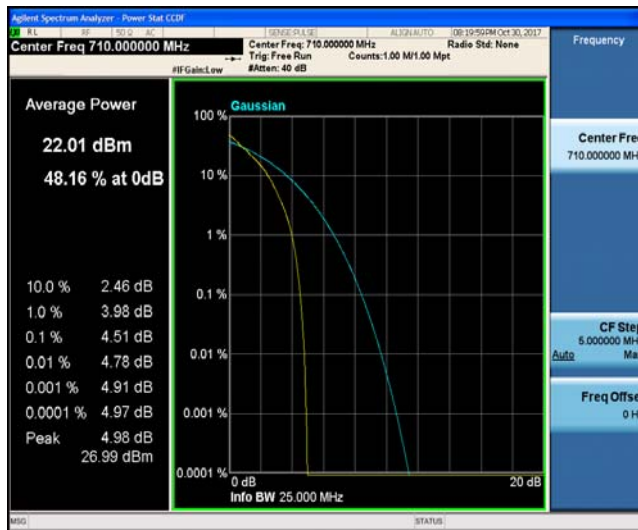 Agilent Spectrum Analyzer - Power Stat CCDF
RL RF 50 Ω AC SENSE:PULSE ALIGN AUTO 08:19:59 PM Oct 30, 2017
Center Freq 710.000000 MHz
Center Freq: 710.000000 MHz Radio Std: None
Trig: Free Run Counts:1.00 M/1.00 Mpt
#IFGain:Low #Atten: 40 dB
Frequency
Average Power
22.01 dBm
48.16 % at 0dB
10.0 % 2.46 dB
1.0 % 3.98 dB
0.1 % 4.51 dB
0.01 % 4.78 dB
0.001 % 4.91 dB
0.0001 % 4.97 dB
Peak 4.98 dB
26.99 dBm
Gaussian
100 %
10 %
1 %
0.1 %
0.01 %
0.001 %
0.0001 %
0 dB 20 dB
Info BW 25.000 MHz
Center Fre
710.000000 MH
CF Step
5.000000 MH
Auto Ma
Freq Offse
0 H
MSG STATUS